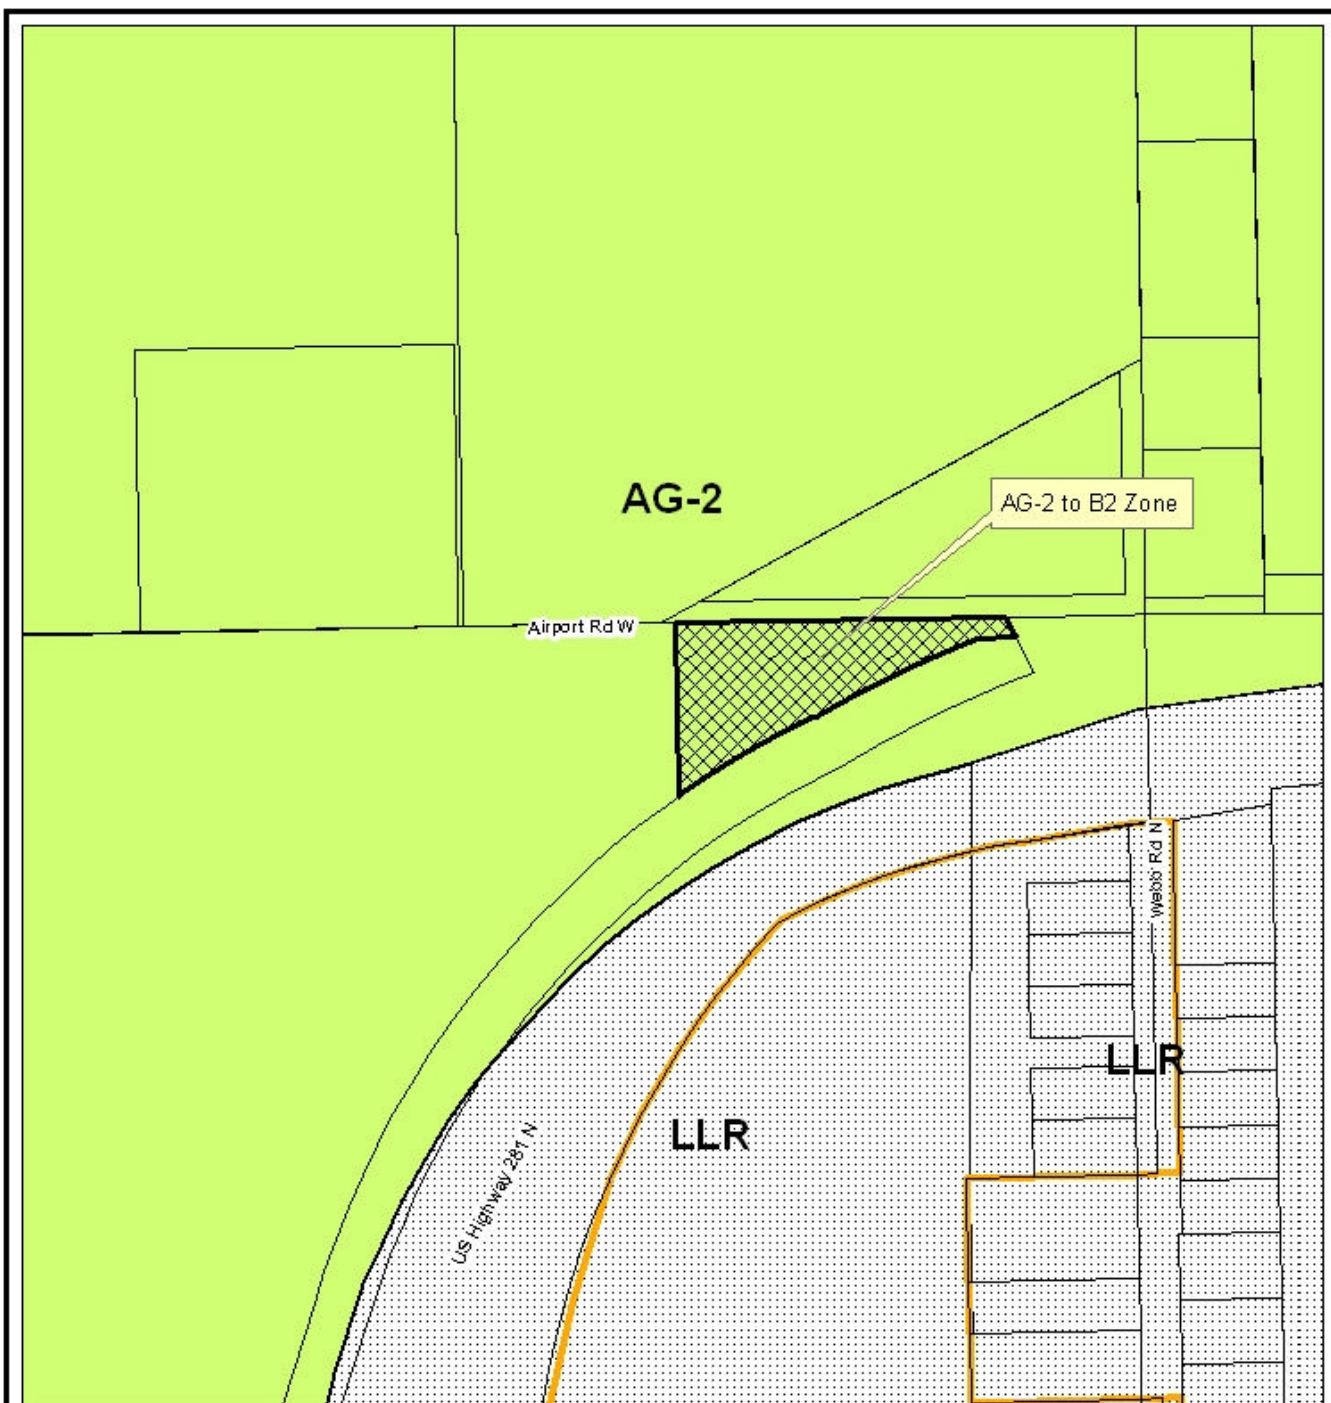 AG-2
AG-2 to B2 Zone
Airport Rd W
Webb Rd N
LLR
LLR
US Highway 281 N